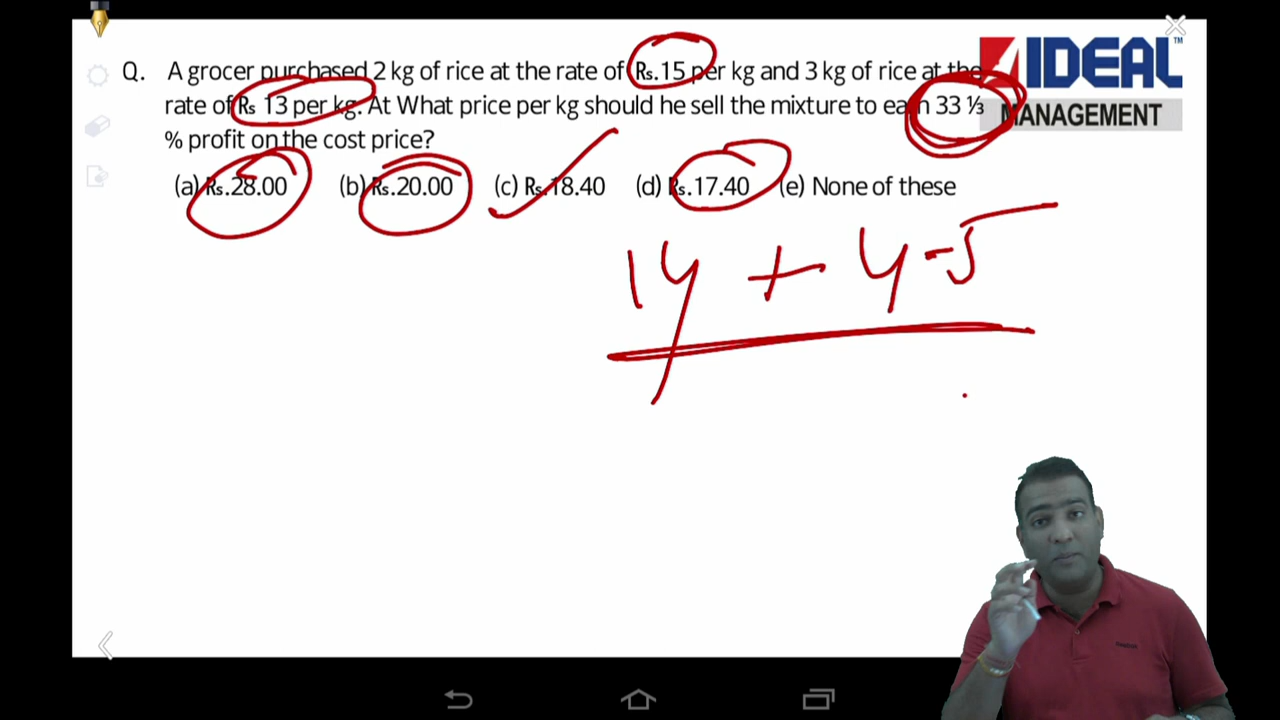 Q. A grocer purchased 2 kg of rice at the rate of Rs.15 per kg and 3 kg of rice at the
rate of Rs 13 per kg. At What price per kg should he sell the mixture to earn 33 ⅓
% profit on the cost price?
(a) Rs.28.00 (b) Rs.20.00 (c) Rs.18.40 (d) Rs.17.40 (e) None of these
IDEAL™
MANAGEMENT
14 + 4-5